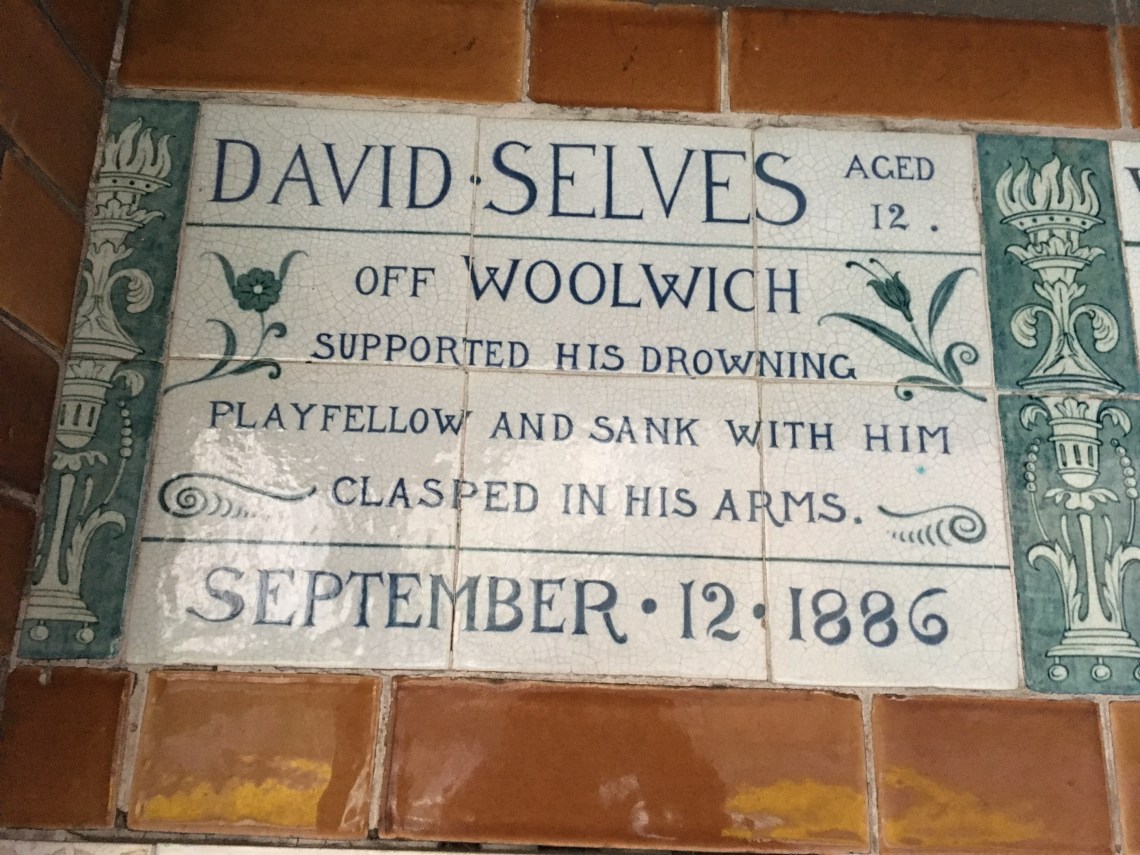 DAVID · SELVES AGED
12 .
OFF WOOLWICH
SUPPORTED HIS DROWNING
PLAYFELLOW AND SANK WITH HIM
CLASPED IN HIS ARMS.
SEPTEMBER · 12 · 1886